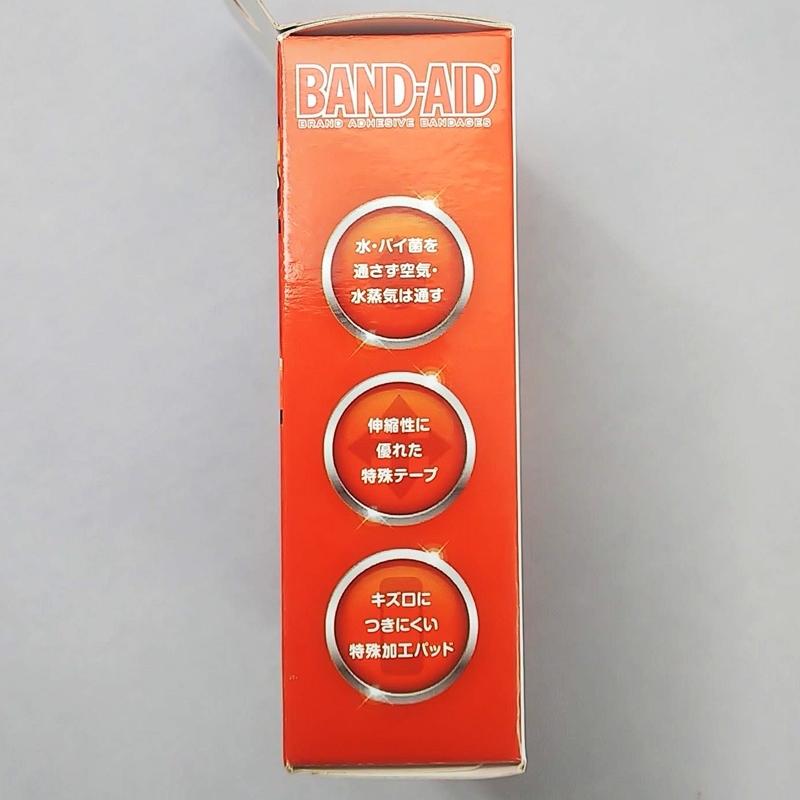 BAND-AID®
BRAND ADHESIVE BANDAGES
水・バイ菌を
通さず空気・
水蒸気は通す
伸縮性に
優れた
特殊テープ
キズ口に
つきにくい
特殊加工パッド